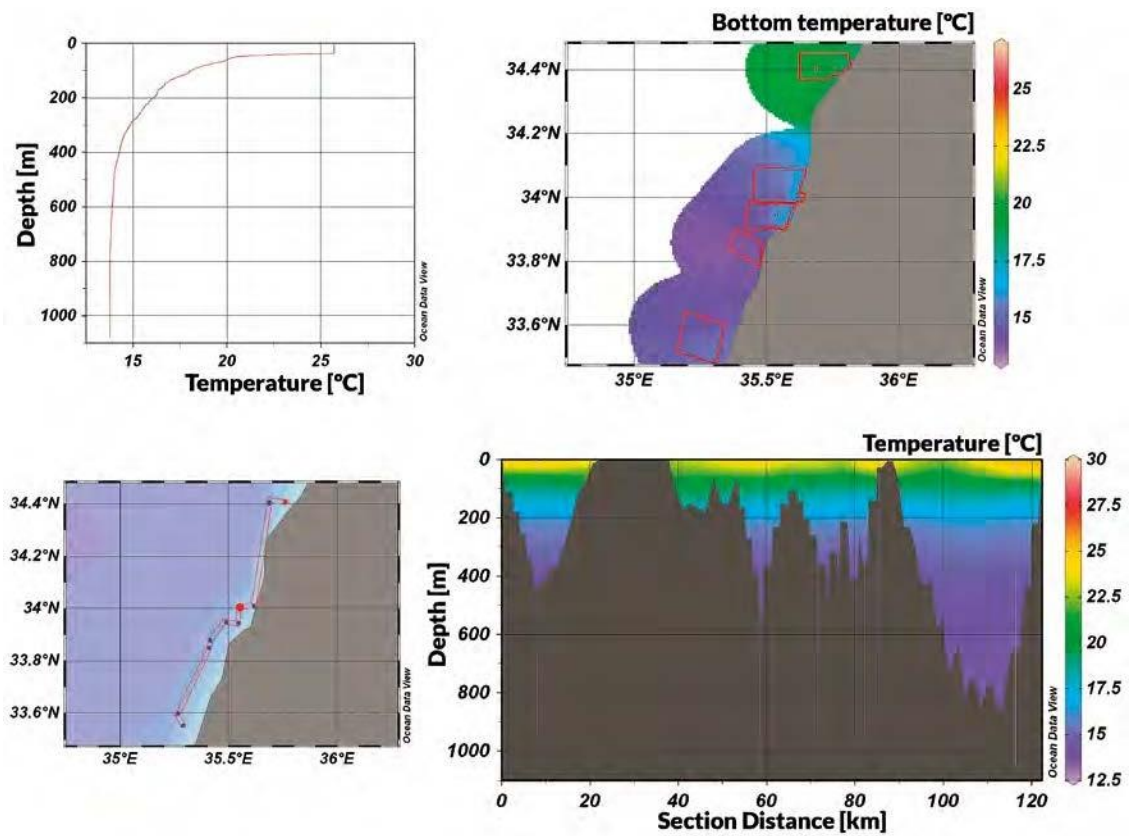 0
200
400
600
800
1000
Depth [m]
15
20
25
30
Temperature [°C]
Ocean Data View
Bottom temperature [°C]
34.4°N
34.2°N
34°N
33.8°N
33.6°N
35°E
35.5°E
36°E
Ocean Data View
25
22.5
20
17.5
15
34.4°N
34.2°N
34°N
33.8°N
33.6°N
35°E
35.5°E
36°E
Ocean Data View
Temperature [°C]
0
200
400
600
800
1000
Depth [m]
0
20
40
60
80
100
120
Section Distance [km]
Ocean Data View
30
27.5
25
22.5
20
17.5
15
12.5